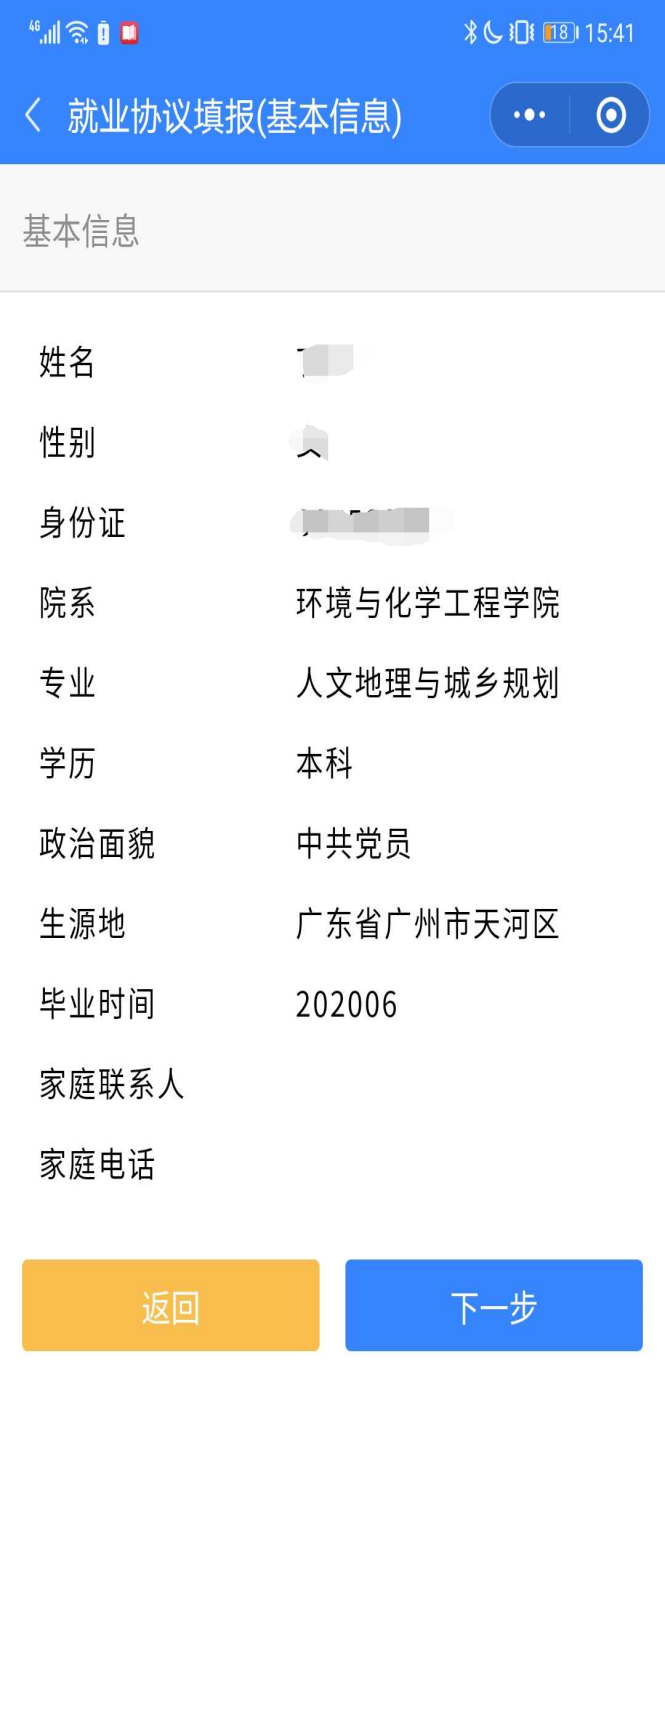 4G 18 15:41
就业协议填报(基本信息)
基本信息
姓名
性别
身份证
院系 环境与化学工程学院
专业 人文地理与城乡规划
学历 本科
政治面貌 中共党员
生源地 广东省广州市天河区
毕业时间 202006
家庭联系人
家庭电话
返回 下一步